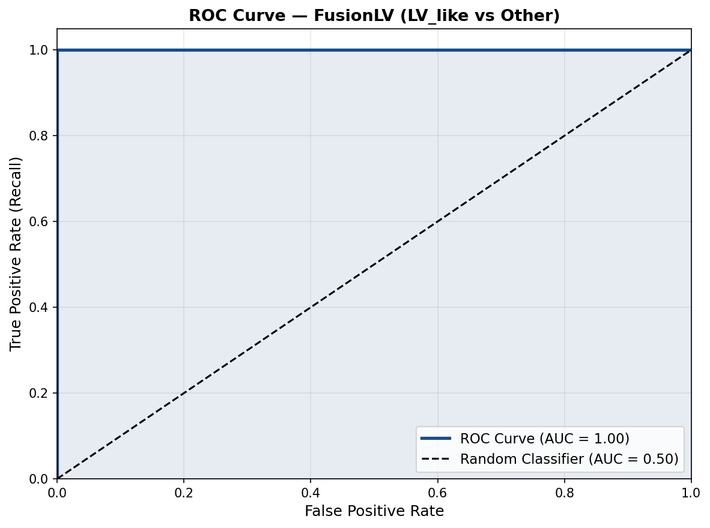 ROC Curve — FusionLV (LV_like vs Other)
True Positive Rate (Recall)
1.0
0.8
0.6
0.4
0.2
0.0
ROC Curve (AUC = 1.00)
Random Classifier (AUC = 0.50)
0.0 0.2 0.4 0.6 0.8 1.0
False Positive Rate